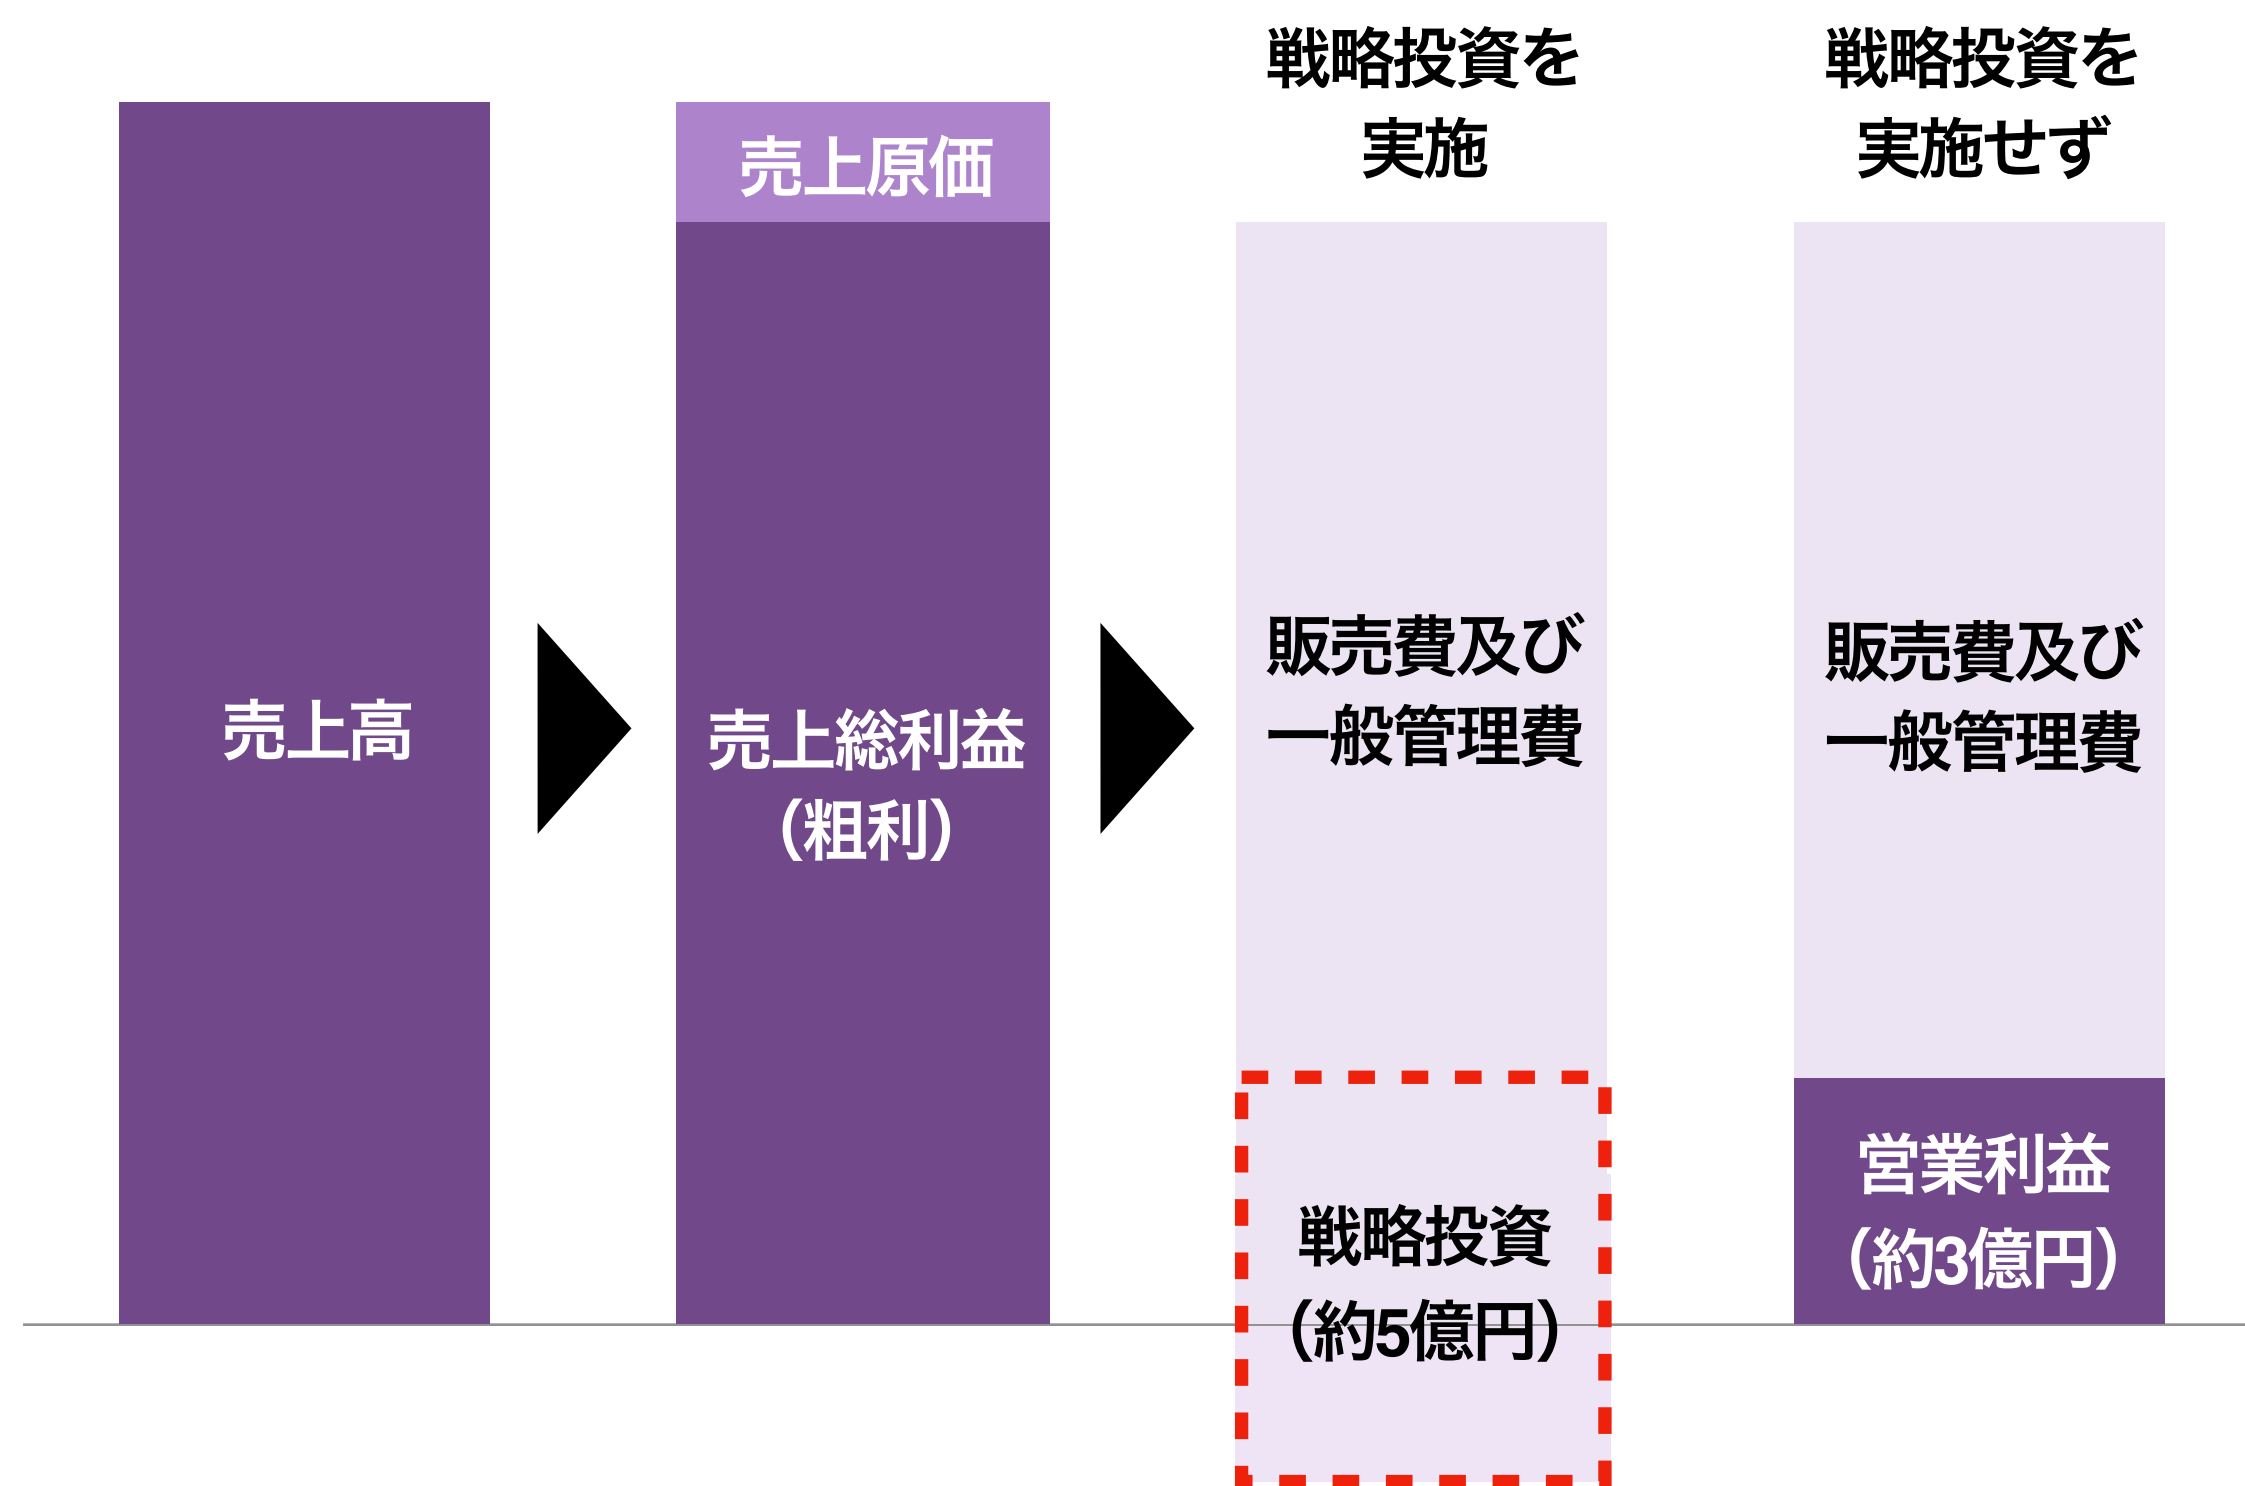 売上高
売上原価
売上総利益
（粗利）
戦略投資を
実施
販売費及び
一般管理費
戦略投資
（約5億円）
戦略投資を
実施せず
販売費及び
一般管理費
営業利益
（約3億円）